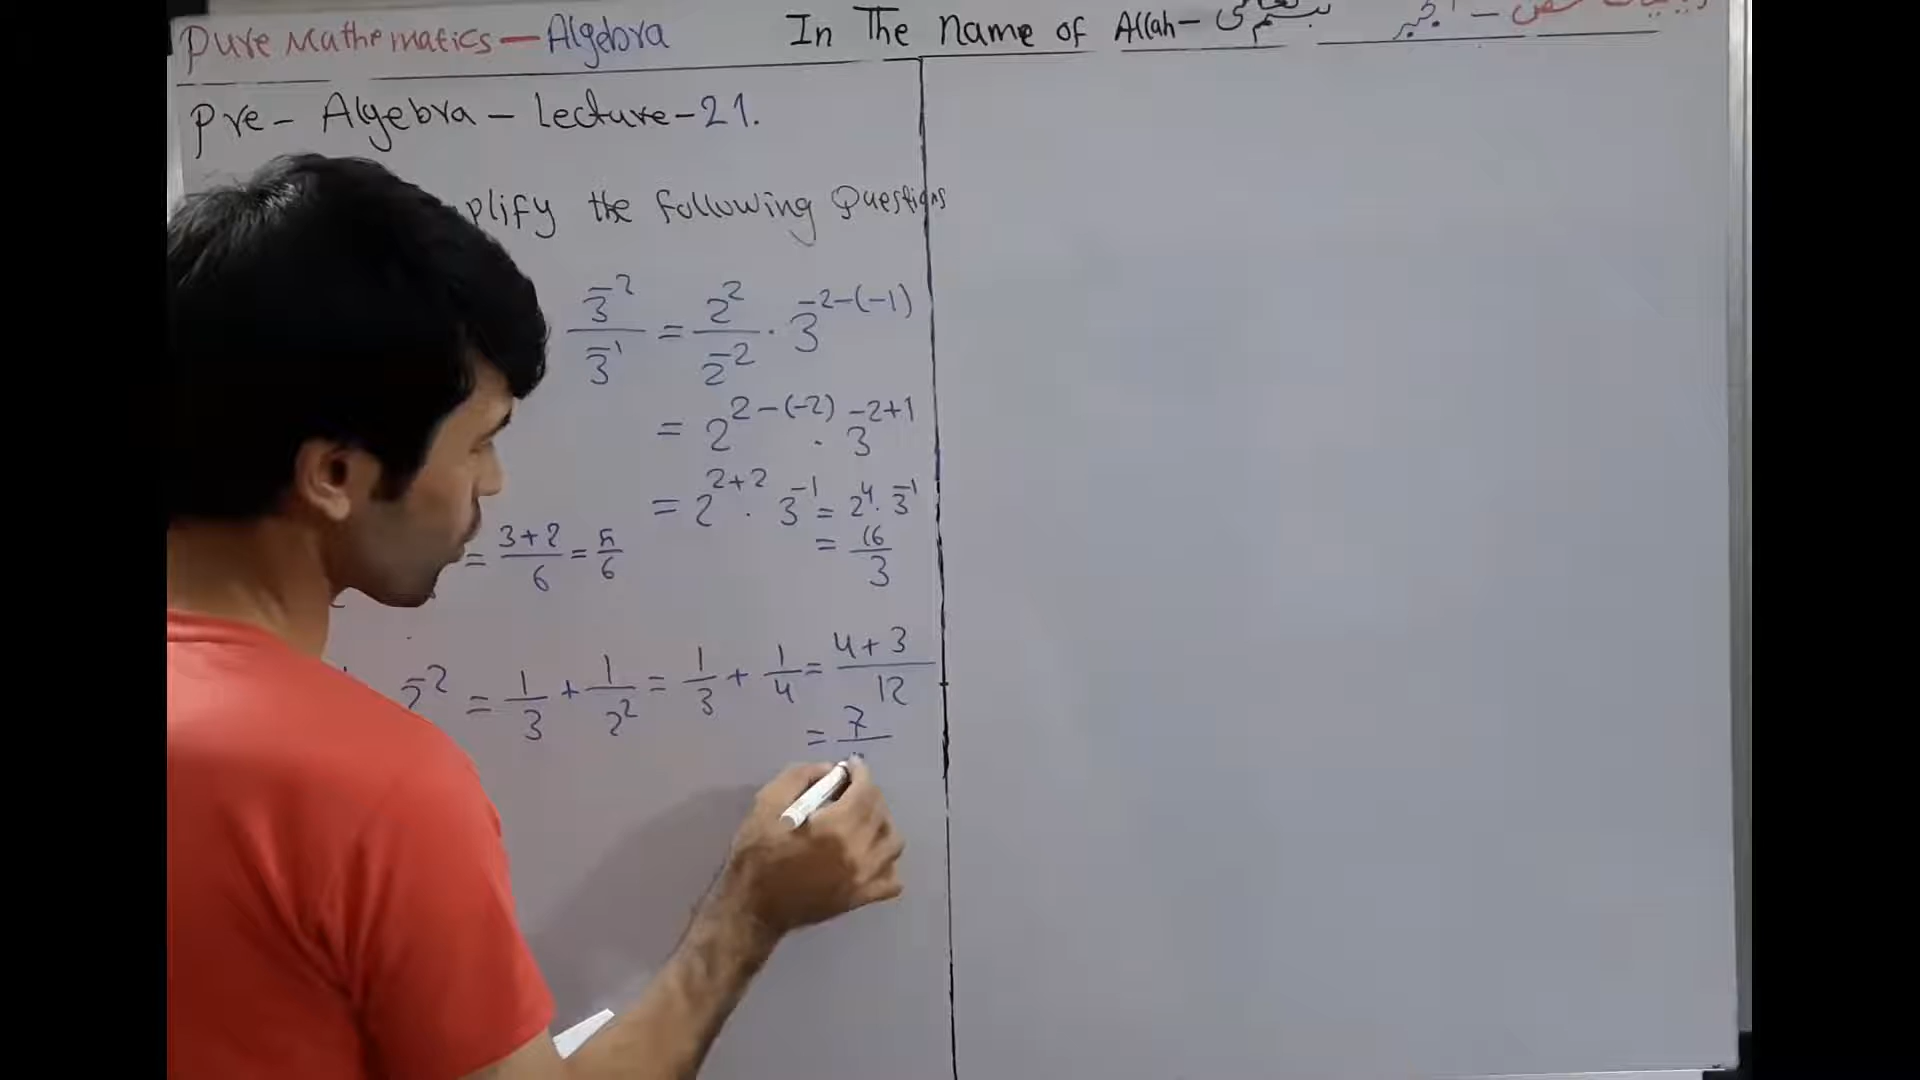 Pure Mathematics — Algebra In The Name of Allah –
Pre – Algebra – Lecture – 21.
plify the following Questions
3^-2 / 3^-1 = 2^2 / 2^-2 · 3^-2-(-1)
= 2^2-(-2) · 3^-2+1
= 2^2+2 · 3^-1 = 2^4 · 3^-1
= 3+2 / 6 = 5 / 6
= 16 / 3
2^-2 = 1/3 + 1/2^2 = 1/3 + 1/4 = 4+3 / 12
= 7 /